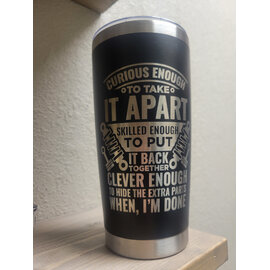 CURIOUS ENOUGH
TO TAKE
IT APART
SKILLED ENOUGH
TO PUT
IT BACK
TOGETHER
CLEVER ENOUGH
TO HIDE THE EXTRA PARTS
WHEN, I'M DONE